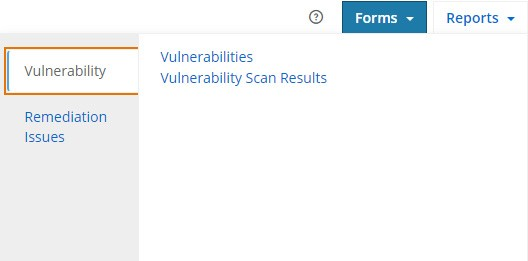 Forms
Reports
Vulnerability
Vulnerabilities
Vulnerability Scan Results
Remediation
Issues